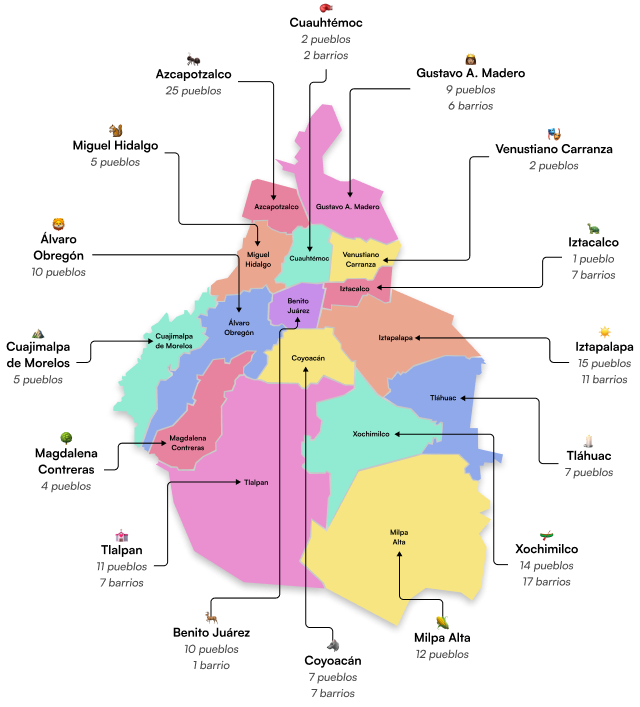 Cuauhtémoc
2 pueblos
2 barrios
Azcapotzalco
25 pueblos
Gustavo A. Madero
9 pueblos
6 barrios
Miguel Hidalgo
5 pueblos
Venustiano Carranza
2 pueblos
Álvaro
Obregón
10 pueblos
Iztacalco
1 pueblo
7 barrios
Cuajimalpa
de Morelos
5 pueblos
Iztapalapa
15 pueblos
11 barrios
Magdalena
Contreras
4 pueblos
Tláhuac
7 pueblos
Tlalpan
11 pueblos
7 barrios
Xochimilco
14 pueblos
17 barrios
Benito Juárez
10 pueblos
1 barrio
Coyoacán
7 pueblos
7 barrios
Milpa Alta
12 pueblos
Azcapotzalco
Gustavo A. Madero
Miguel
Hidalgo
Cuauhtémoc
Venustiano
Carranza
Iztacalco
Benito
Juárez
Álvaro
Obregón
Cuajimalpa
de Morelos
Iztapalapa
Coyoacán
Tláhuac
Magdalena
Contreras
Xochimilco
Tlalpan
Milpa
Alta